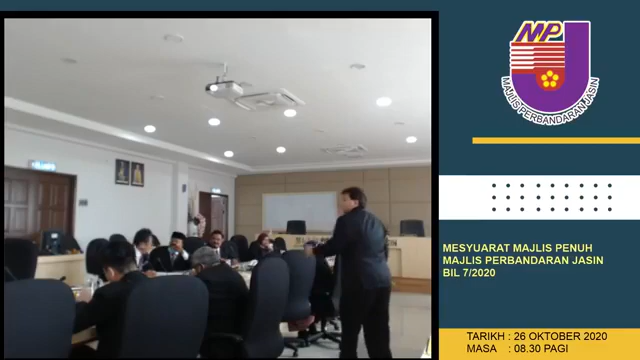 MP
MAJLIS PERBANDARAN JASIN
MESYUARAT MAJLIS PENUH
MAJLIS PERBANDARAN JASIN
BIL 7/2020
TARIKH : 26 OKTOBER 2020
MASA : 08.30 PAGI